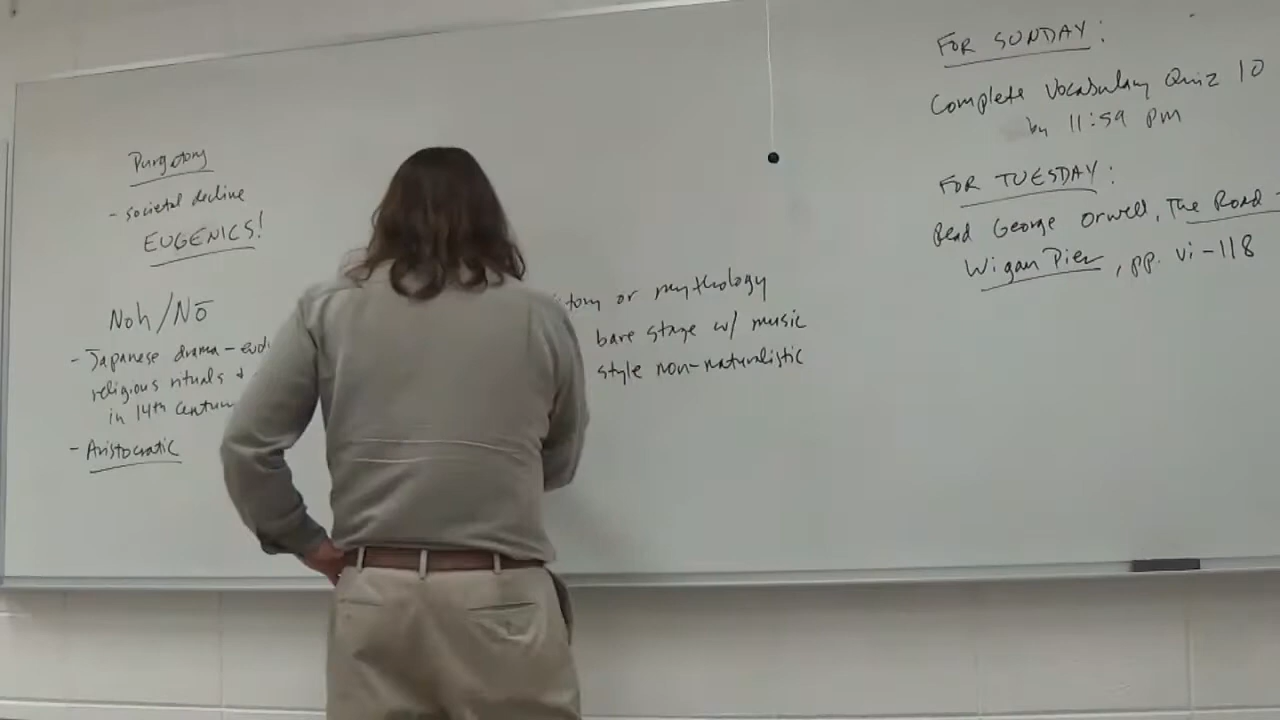 Purgatory
- societal decline
EUGENICS!
Noh/Nō
- Japanese drama - evol
religious rituals +
in 14th Century
- Aristocratic
story or mythology
bare stage w/ music
style non-naturalistic
FOR SUNDAY:
Complete Vocabulary Quiz 10
by 11:59 pm
FOR TUESDAY:
Read George Orwell, The Road -
Wigan Pier, pp. vi-118